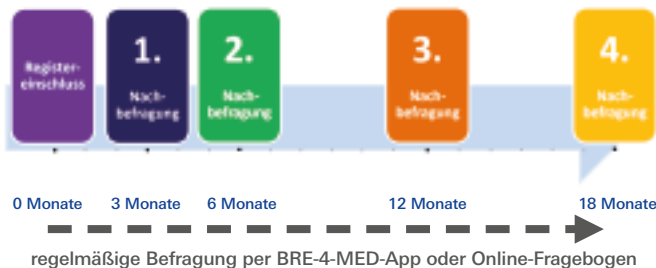 Register-
einschluss
1.
Nach-
befragung
2.
Nach-
befragung
3.
Nach-
befragung
4.
Nach-
befragung
0 Monate
3 Monate
6 Monate
12 Monate
18 Monate
regelmäßige Befragung per BRE-4-MED-App oder Online-Fragebogen